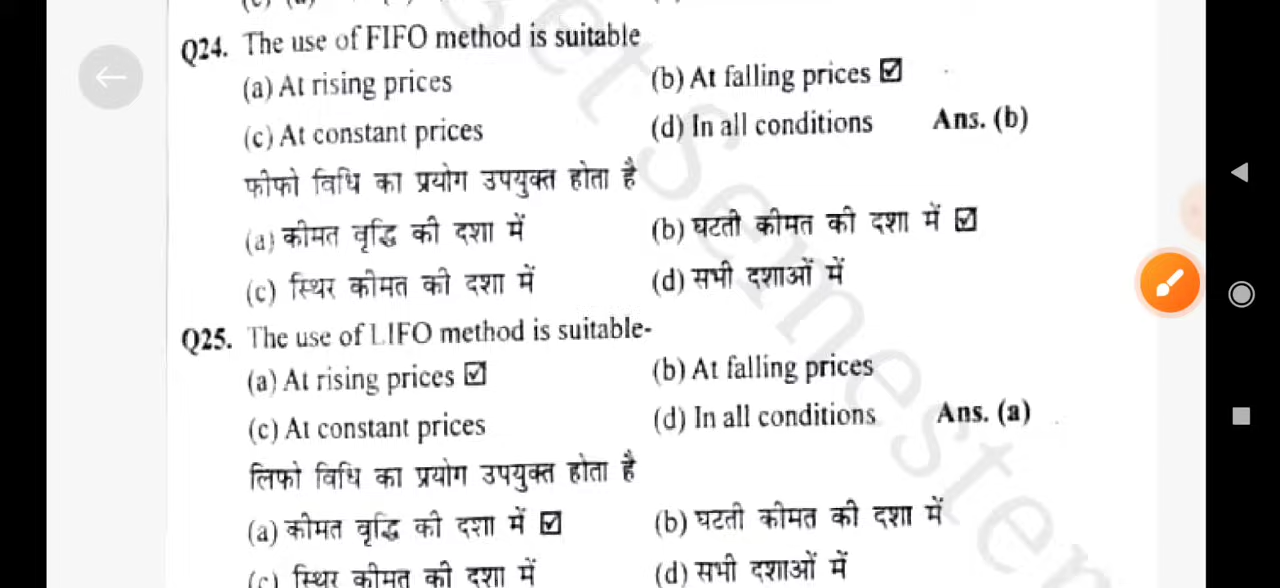 Q24. The use of FIFO method is suitable
(a) At rising prices (b) At falling prices ☑
(c) At constant prices (d) In all conditions Ans. (b)
फीफो विधि का प्रयोग उपयुक्त होता है
(a) कीमत वृद्धि की दशा में (b) घटती कीमत की दशा में ☑
(c) स्थिर कीमत की दशा में (d) सभी दशाओं में
Q25. The use of LIFO method is suitable-
(a) At rising prices ☑ (b) At falling prices
(c) At constant prices (d) In all conditions Ans. (a)
लिफो विधि का प्रयोग उपयुक्त होता है
(a) कीमत वृद्धि की दशा में ☑ (b) घटती कीमत की दशा में
(c) स्थिर कीमत की दशा में (d) सभी दशाओं में